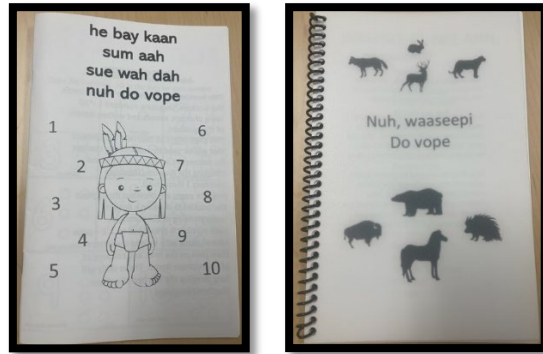 he bay kaan
sum aah
sue wah dah
nuh do vope
1
6
2
7
3
8
4
9
5
10
Nuh, waaseepi
Do vope